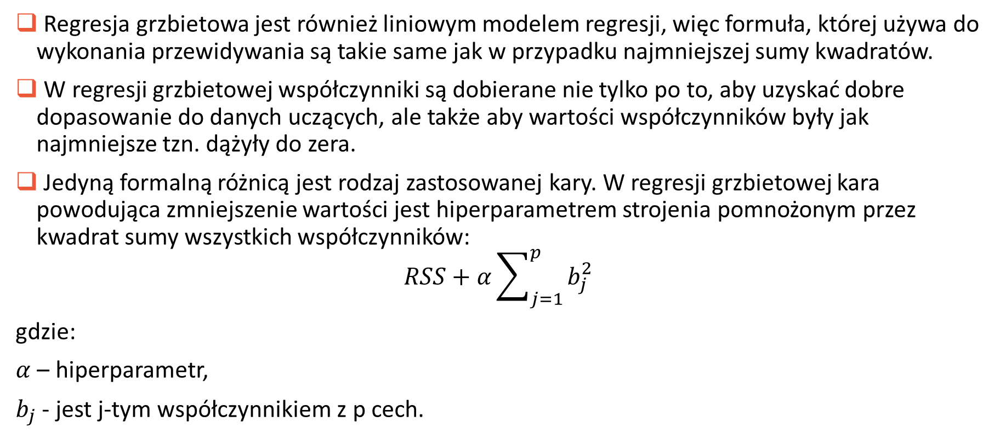 ❑ Regresja grzbietowa jest również liniowym modelem regresji, więc formuła, której używa do
wykonania przewidywania są takie same jak w przypadku najmniejszej sumy kwadratów.
❑ W regresji grzbietowej współczynniki są dobierane nie tylko po to, aby uzyskać dobre
dopasowanie do danych uczących, ale także aby wartości współczynników były jak
najmniejsze tzn. dążyły do zera.
❑ Jedyną formalną różnicą jest rodzaj zastosowanej kary. W regresji grzbietowej kara
powodująca zmniejszenie wartości jest hiperparametrem strojenia pomnożonym przez
kwadrat sumy wszystkich współczynników:
$RSS + \alpha \sum_{j=1}^{p} b_j^2$
gdzie:
$\alpha$ – hiperparametr,
$b_j$ - jest j-tym współczynnikiem z p cech.